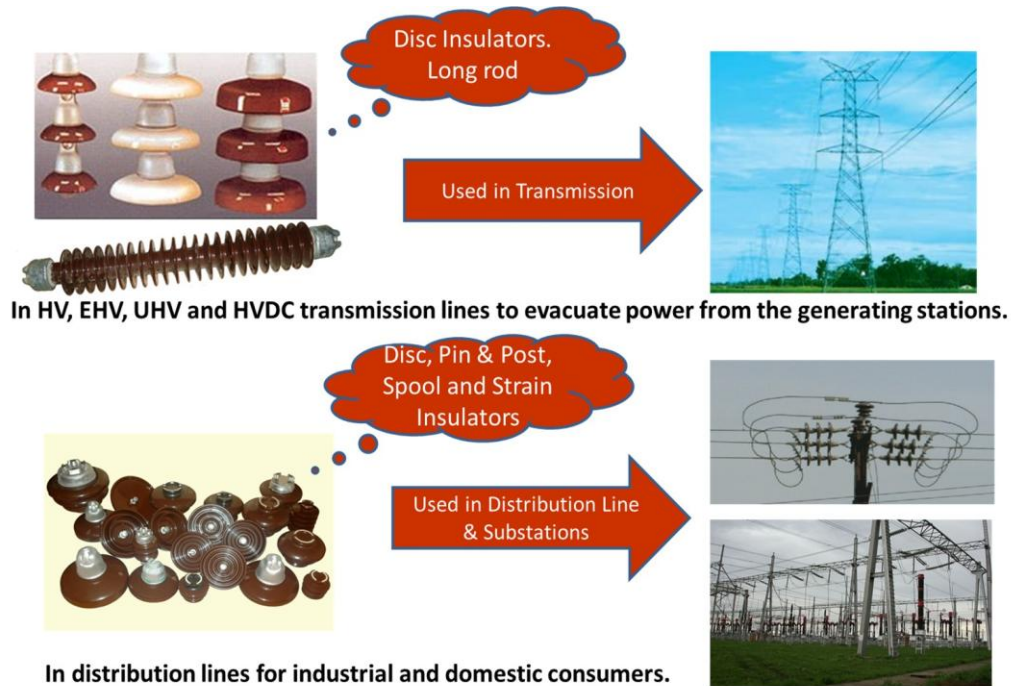 Disc Insulators.
Long rod
Used in Transmission
In HV, EHV, UHV and HVDC transmission lines to evacuate power from the generating stations.
Disc, Pin & Post,
Spool and Strain
Insulators
Used in Distribution Line
& Substations
In distribution lines for industrial and domestic consumers.